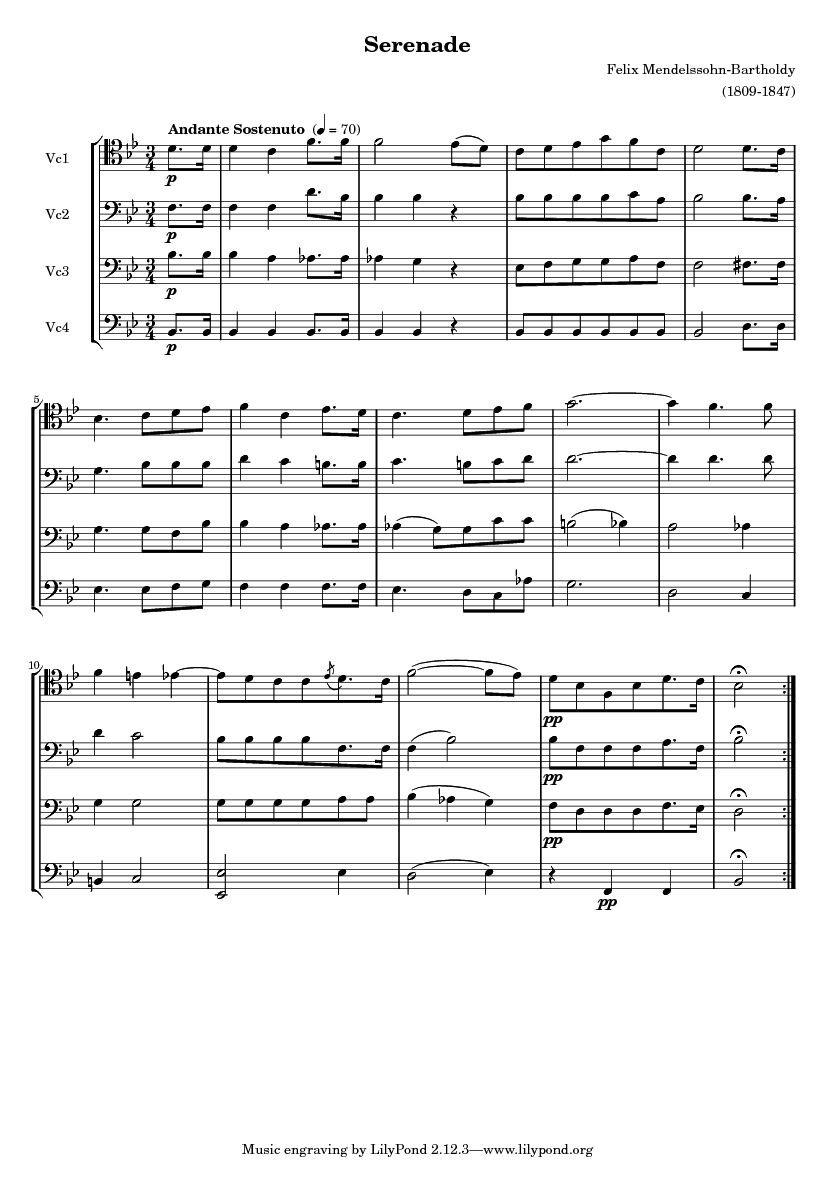 Serenade
Felix Mendelssohn-Bartholdy
(1809-1847)
Andante Sostenuto (♩ = 70)
Vc1
p
Vc2
p
Vc3
p
Vc4
p
5
10
pp
pp
pp
pp
Music engraving by LilyPond 2.12.3—www.lilypond.org